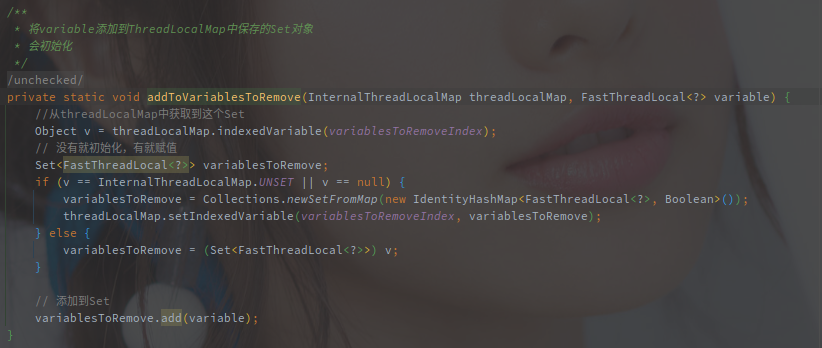 /**
 * 将variable添加到ThreadLocalMap中保存的Set对象
 * 会初始化
 */
/unchecked/
private static void addToVariablesToRemove(InternalThreadLocalMap threadLocalMap, FastThreadLocal<?> variable) {
    //从threadLocalMap中获取到这个Set
    Object v = threadLocalMap.indexedVariable(variablesToRemoveIndex);
    // 没有就初始化，有就赋值
    Set<FastThreadLocal<?>> variablesToRemove;
    if (v == InternalThreadLocalMap.UNSET || v == null) {
        variablesToRemove = Collections.newSetFromMap(new IdentityHashMap<FastThreadLocal<?>, Boolean>());
        threadLocalMap.setIndexedVariable(variablesToRemoveIndex, variablesToRemove);
    } else {
        variablesToRemove = (Set<FastThreadLocal<?>>) v;
    }

    // 添加到Set
    variablesToRemove.add(variable);
}